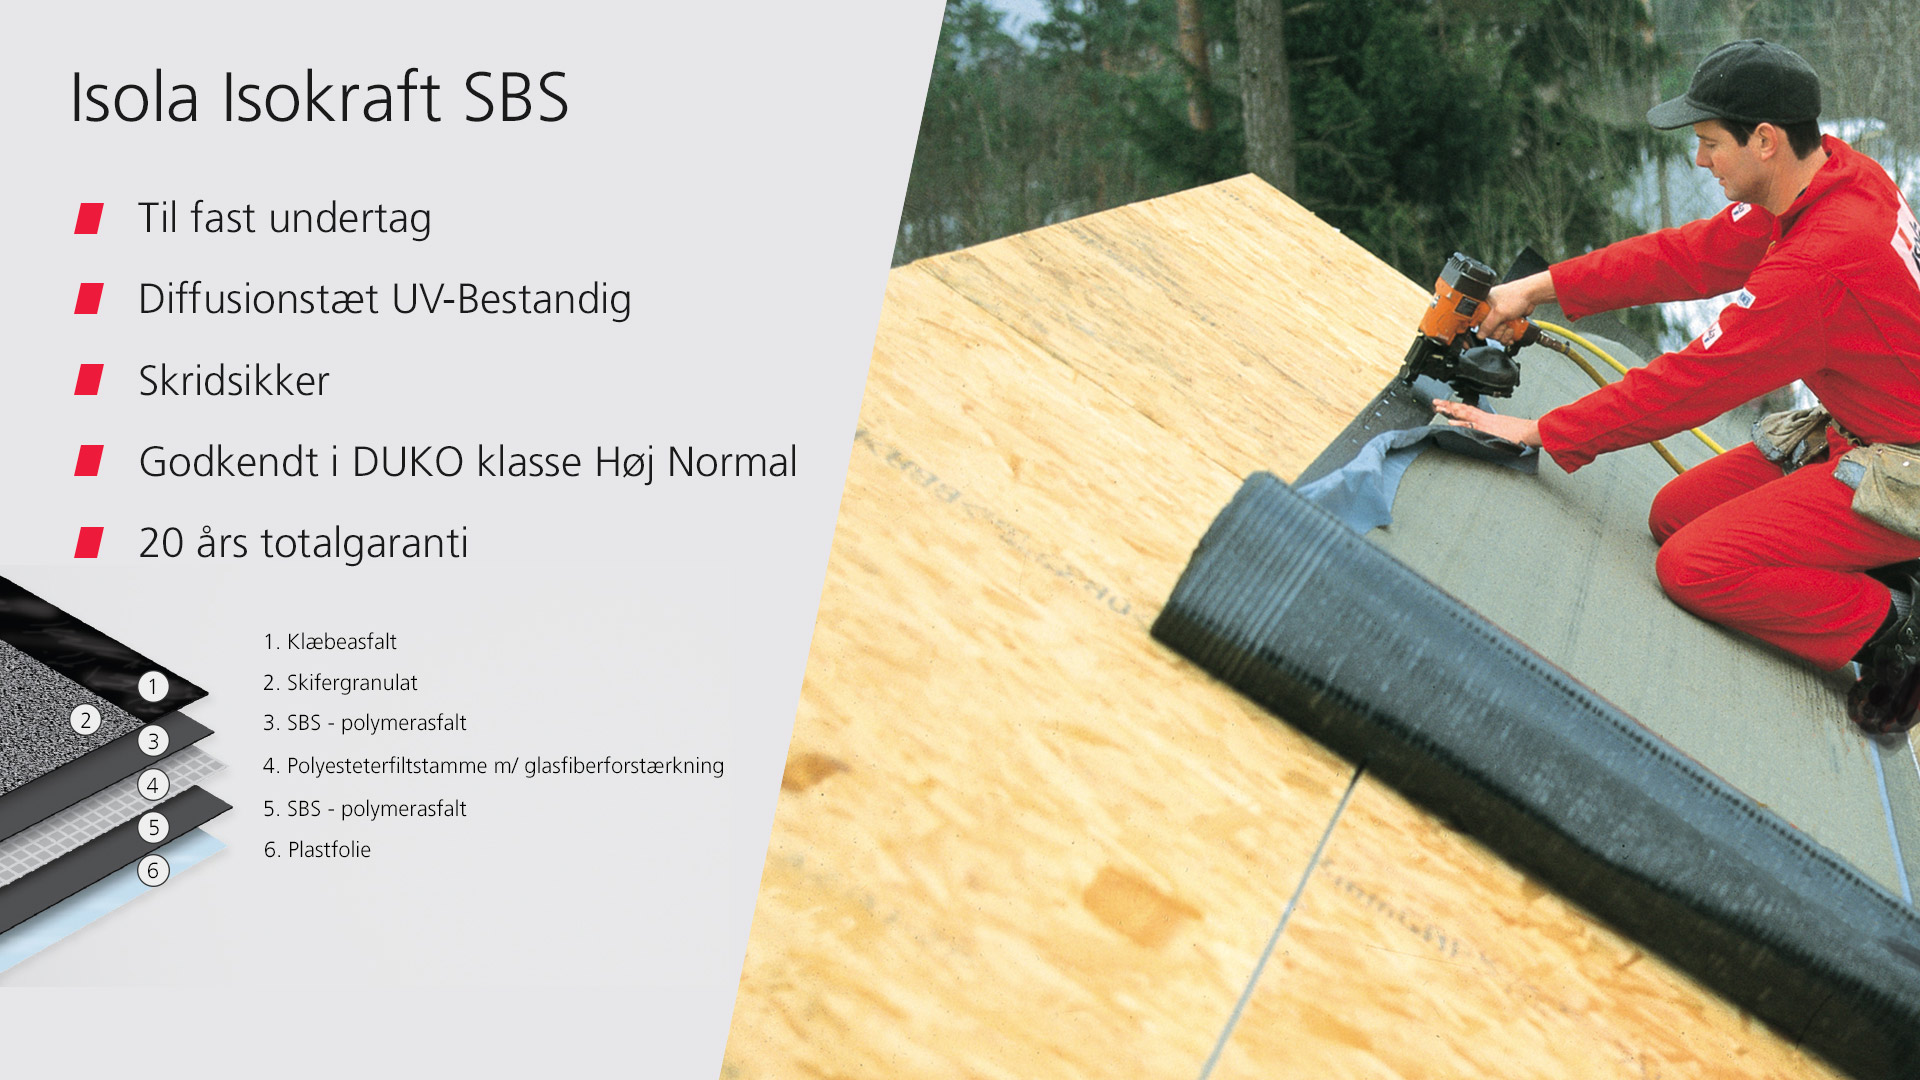 Isola Isokraft SBS
Til fast undertag
Diffusionstæt UV-Bestandig
Skridsikker
Godkendt i DUKO klasse Høj Normal
20 års totalgaranti
1. Klæbeasfalt
2. Skifergranulat
3. SBS - polymerasfalt
4. Polyesteterfiltstamme m/ glasfiberforstærkning
5. SBS - polymerasfalt
6. Plastfolie
1
2
3
4
5
6